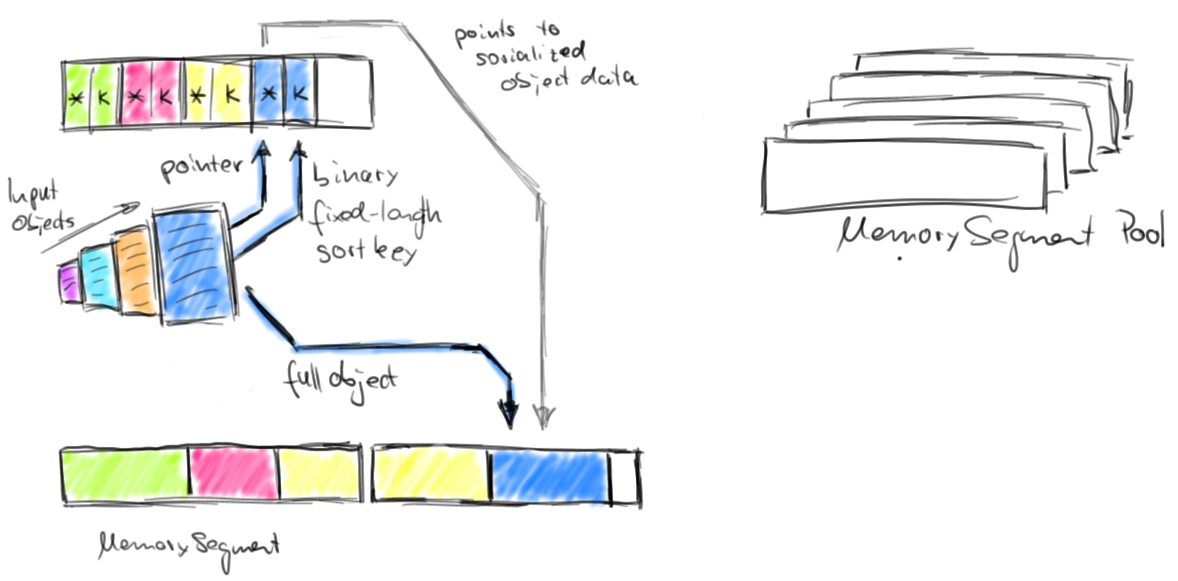 points to
serialized
object data
* K * K * K * K
pointer
binary
fixed-length
sort key
Input
Objects
full object
MemorySegment
MemorySegment Pool